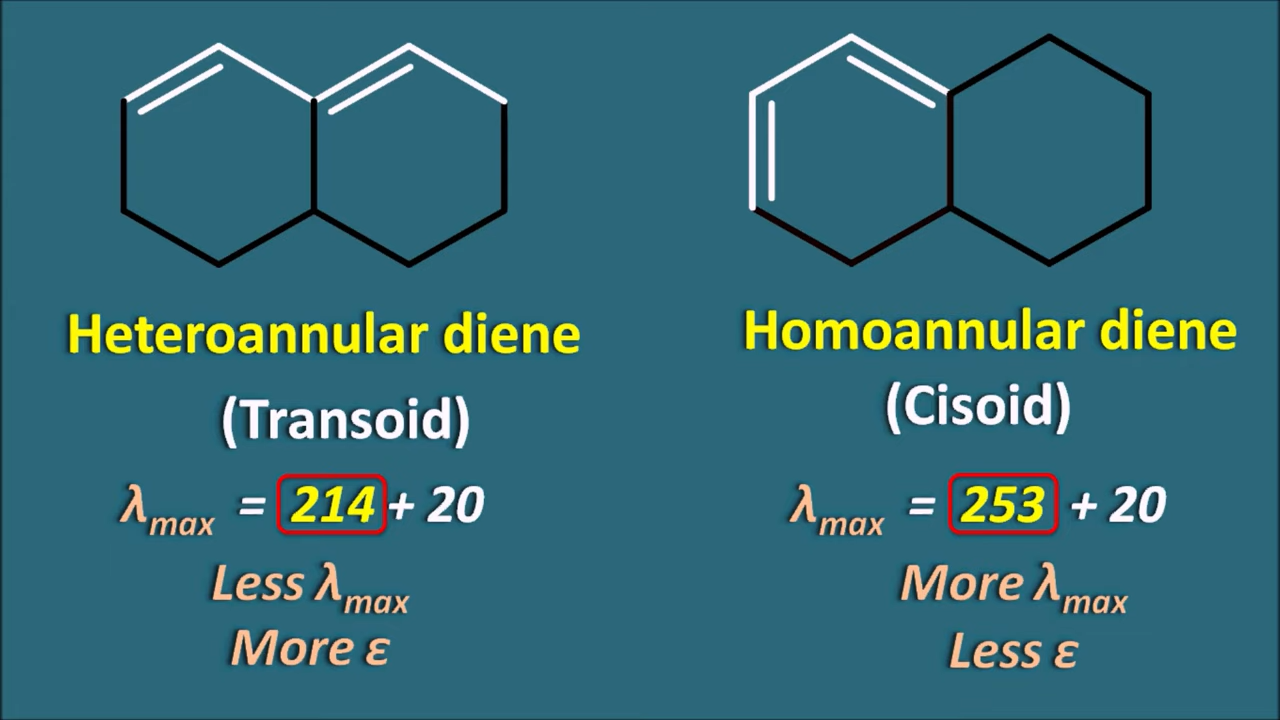 Heteroannular diene
(Transoid)
λmax = 214 + 20
Less λmax
More ε
Homoannular diene
(Cisoid)
λmax = 253 + 20
More λmax
Less ε